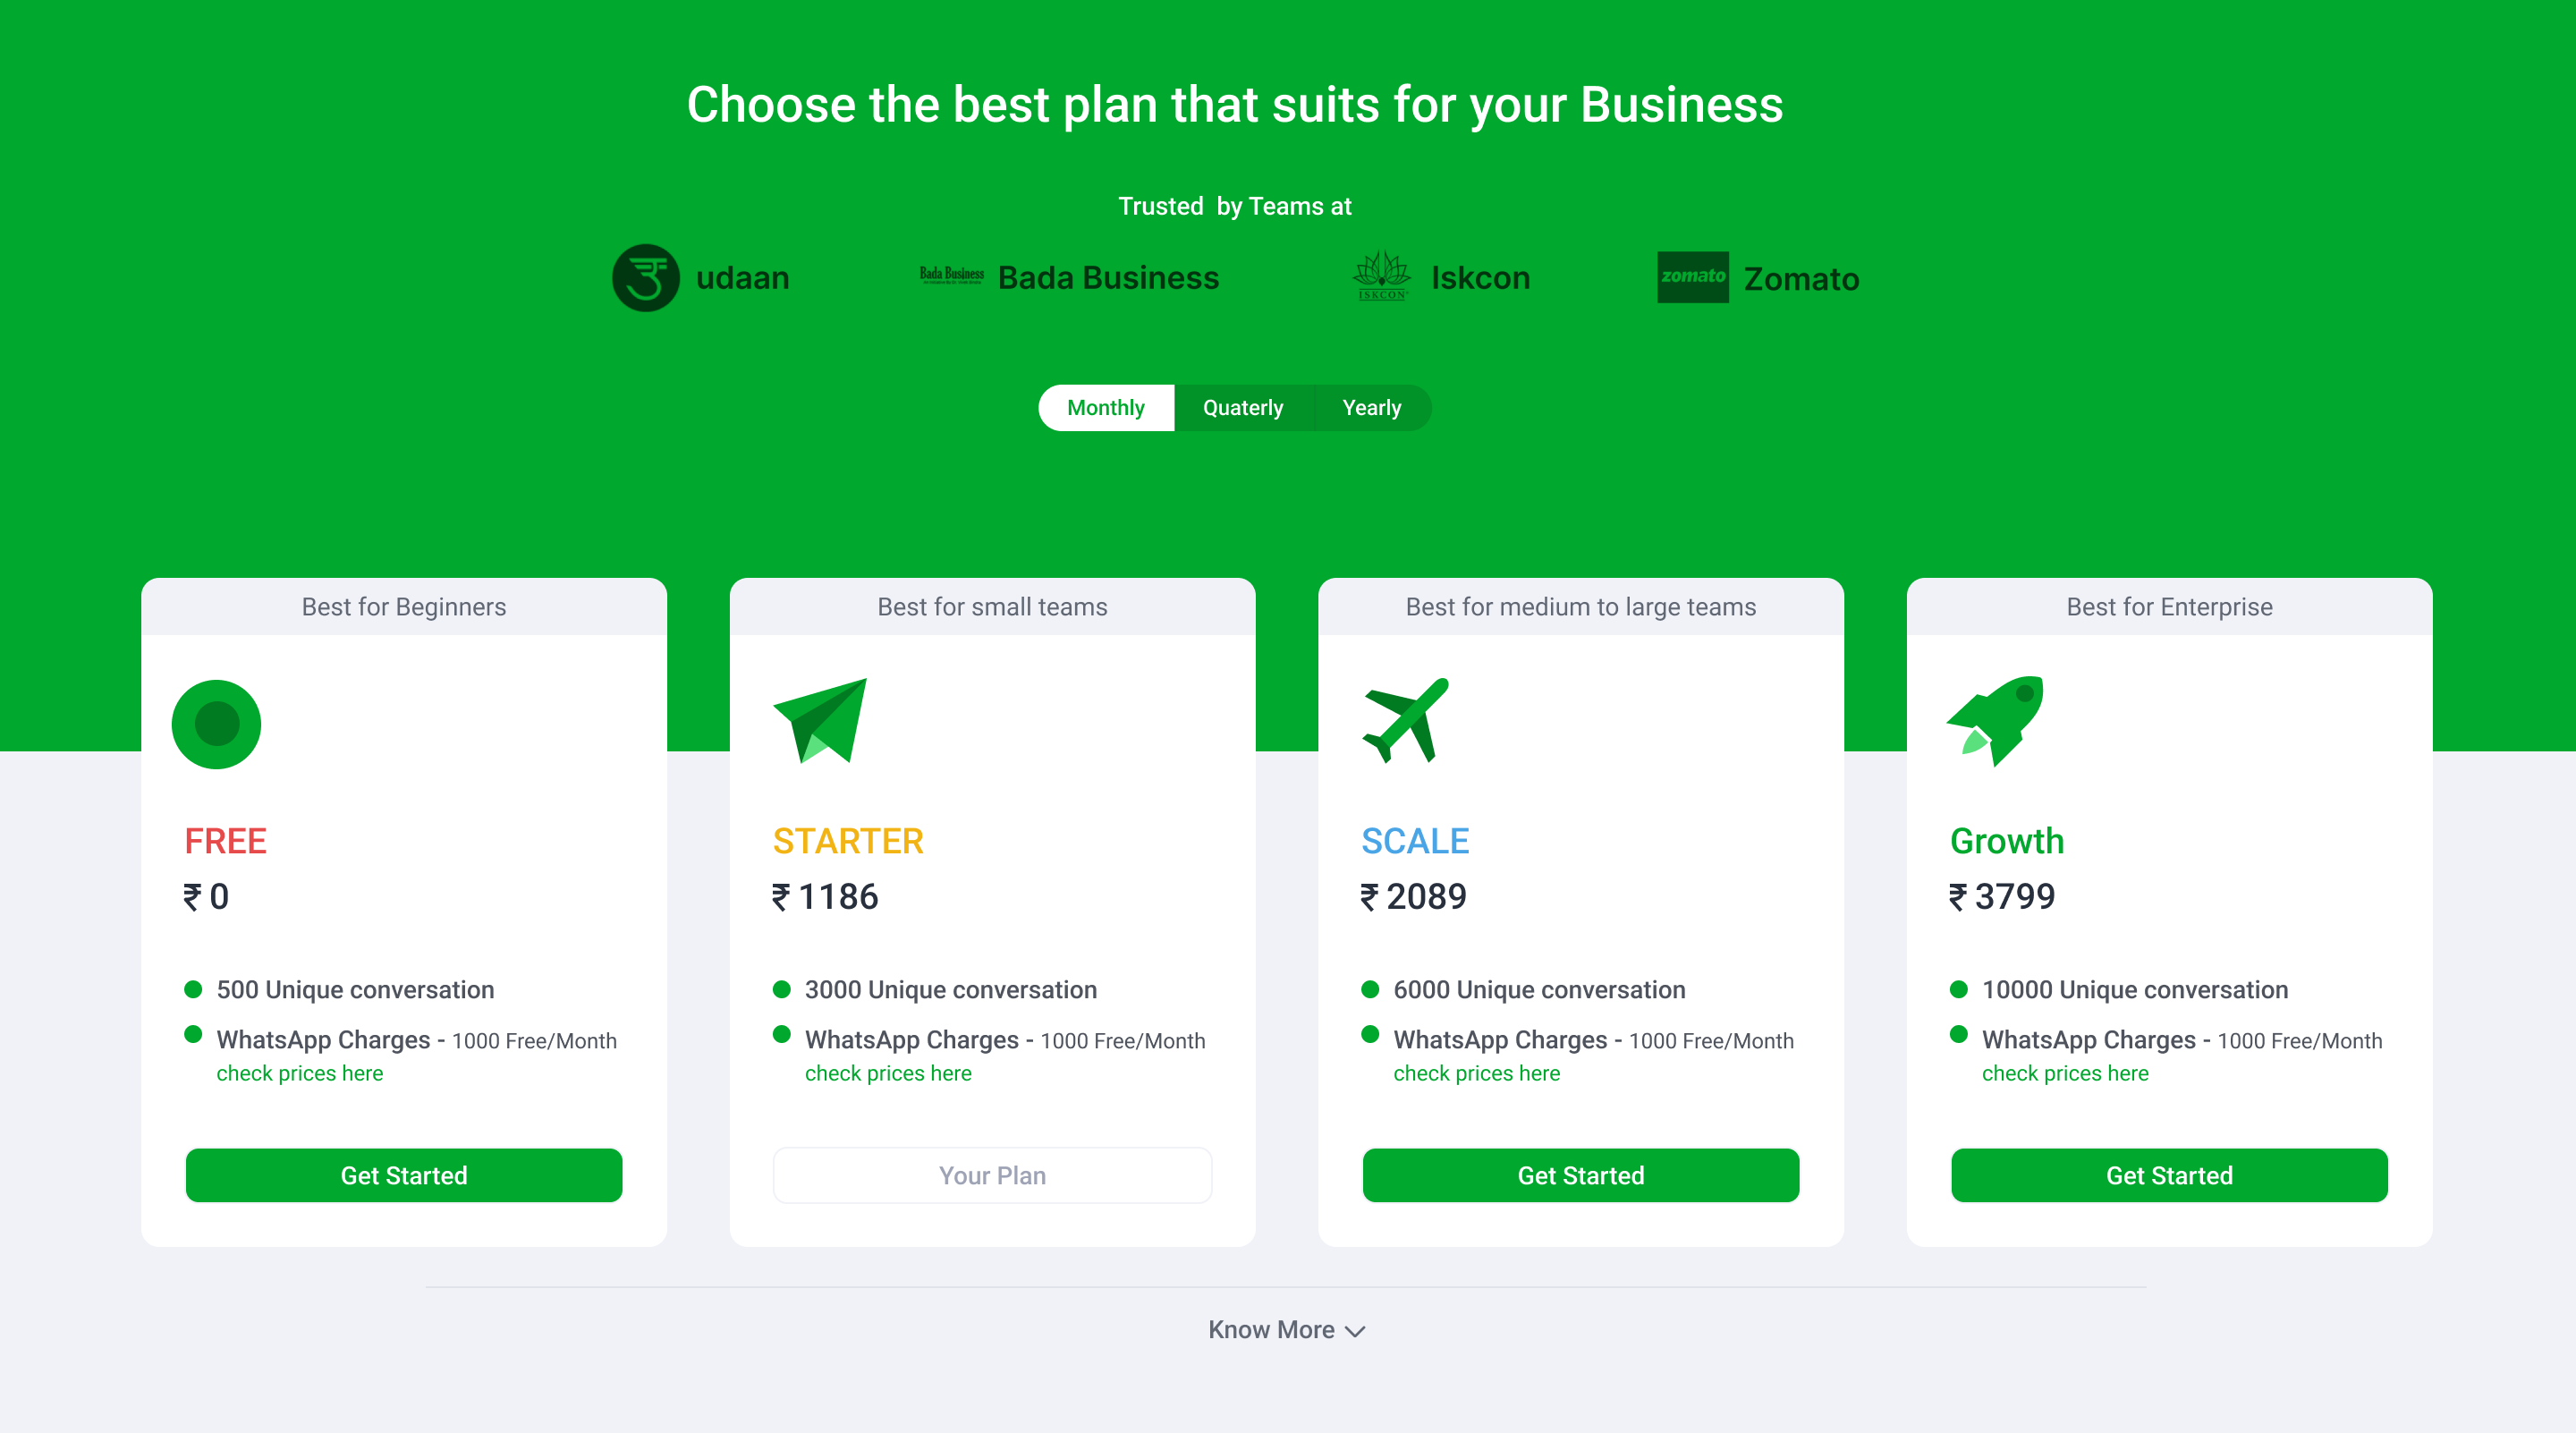 Choose the best plan that suits for your Business
Trusted  by Teams at
udaan
Bada Business Bada Business
ISKCON Iskcon
zomato Zomato
Monthly Quaterly Yearly
Best for Beginners
FREE
₹ 0
500 Unique conversation
WhatsApp Charges - 1000 Free/Month
check prices here
Get Started
Best for small teams
STARTER
₹ 1186
3000 Unique conversation
WhatsApp Charges - 1000 Free/Month
check prices here
Your Plan
Best for medium to large teams
SCALE
₹ 2089
6000 Unique conversation
WhatsApp Charges - 1000 Free/Month
check prices here
Get Started
Best for Enterprise
Growth
₹ 3799
10000 Unique conversation
WhatsApp Charges - 1000 Free/Month
check prices here
Get Started
Know More